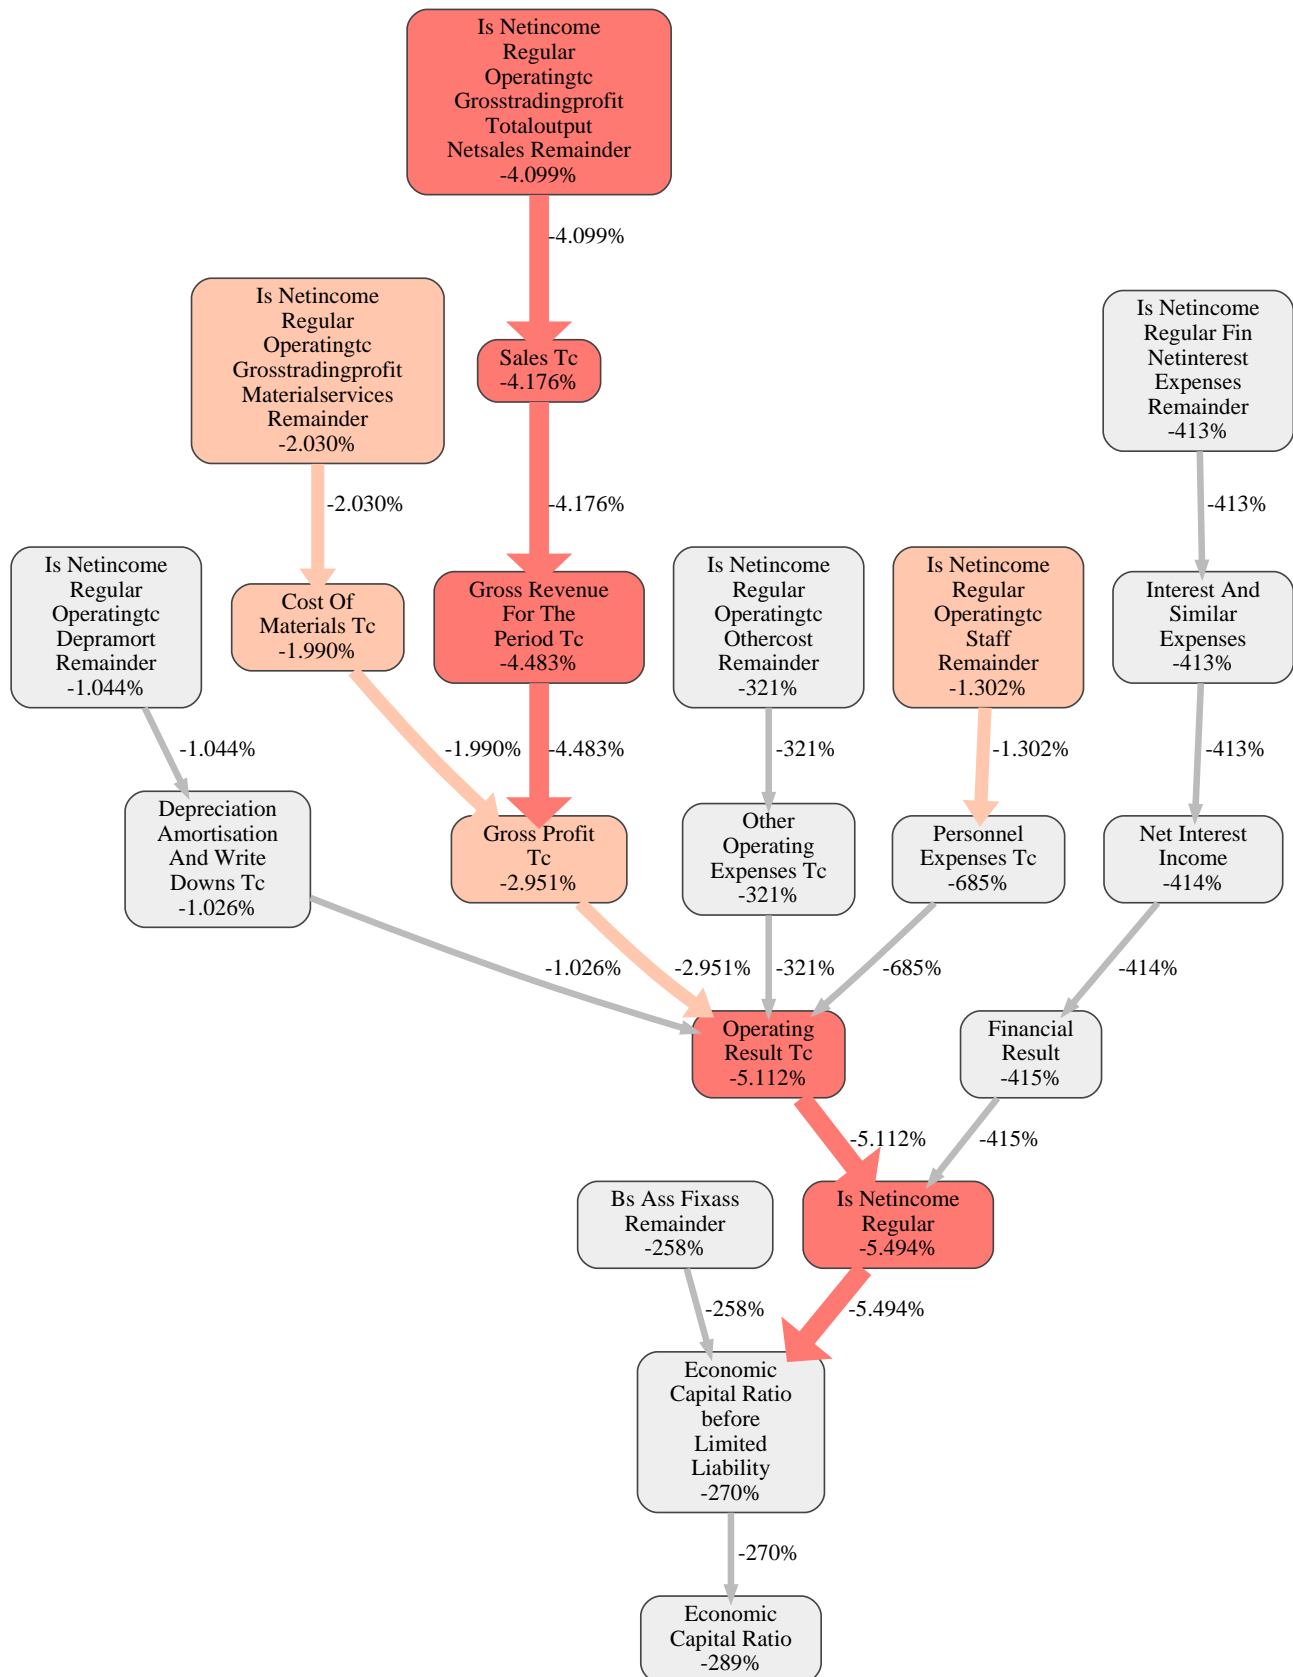 Is Netincome
Regular
Operatingtc
Grosstradingprofit
Totaloutput
Netsales Remainder
-4.099%
-4.099%
Is Netincome
Regular
Operatingtc
Grosstradingprofit
Materialservices
Remainder
-2.030%
Sales Tc
-4.176%
Is Netincome
Regular Fin
Netinterest
Expenses
Remainder
-413%
-2.030%
-4.176%
-413%
Is Netincome
Regular
Operatingtc
Depramort
Remainder
-1.044%
Cost Of
Materials Tc
-1.990%
Gross Revenue
For The
Period Tc
-4.483%
Is Netincome
Regular
Operatingtc
Othercost
Remainder
-321%
Is Netincome
Regular
Operatingtc
Staff
Remainder
-1.302%
Interest And
Similar
Expenses
-413%
-1.044%
-1.990%
-4.483%
-321%
-1.302%
-413%
Depreciation
Amortisation
And Write
Downs Tc
-1.026%
Gross Profit
Tc
-2.951%
Other
Operating
Expenses Tc
-321%
Personnel
Expenses Tc
-685%
Net Interest
Income
-414%
-1.026%
-2.951%
-321%
-685%
-414%
Operating
Result Tc
-5.112%
Financial
Result
-415%
-5.112%
-415%
Bs Ass Fixass
Remainder
-258%
Is Netincome
Regular
-5.494%
-258%
-5.494%
Economic
Capital Ratio
before
Limited
Liability
-270%
-270%
Economic
Capital Ratio
-289%